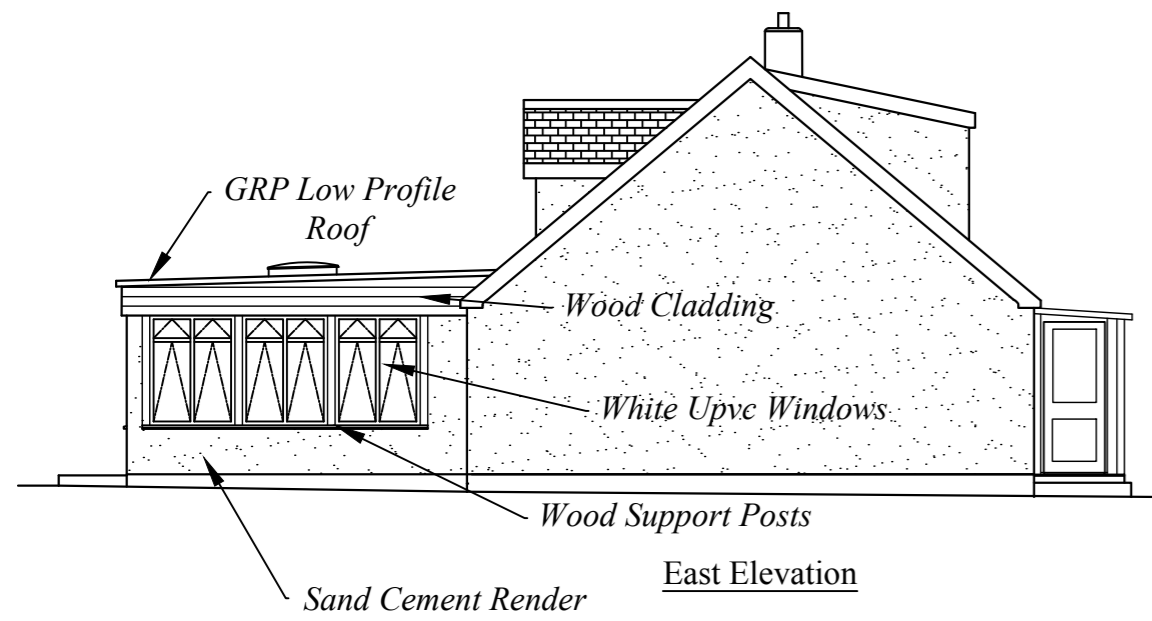 GRP Low Profile
Roof
Wood Cladding
White Upvc Windows
Wood Support Posts
East Elevation
Sand Cement Render